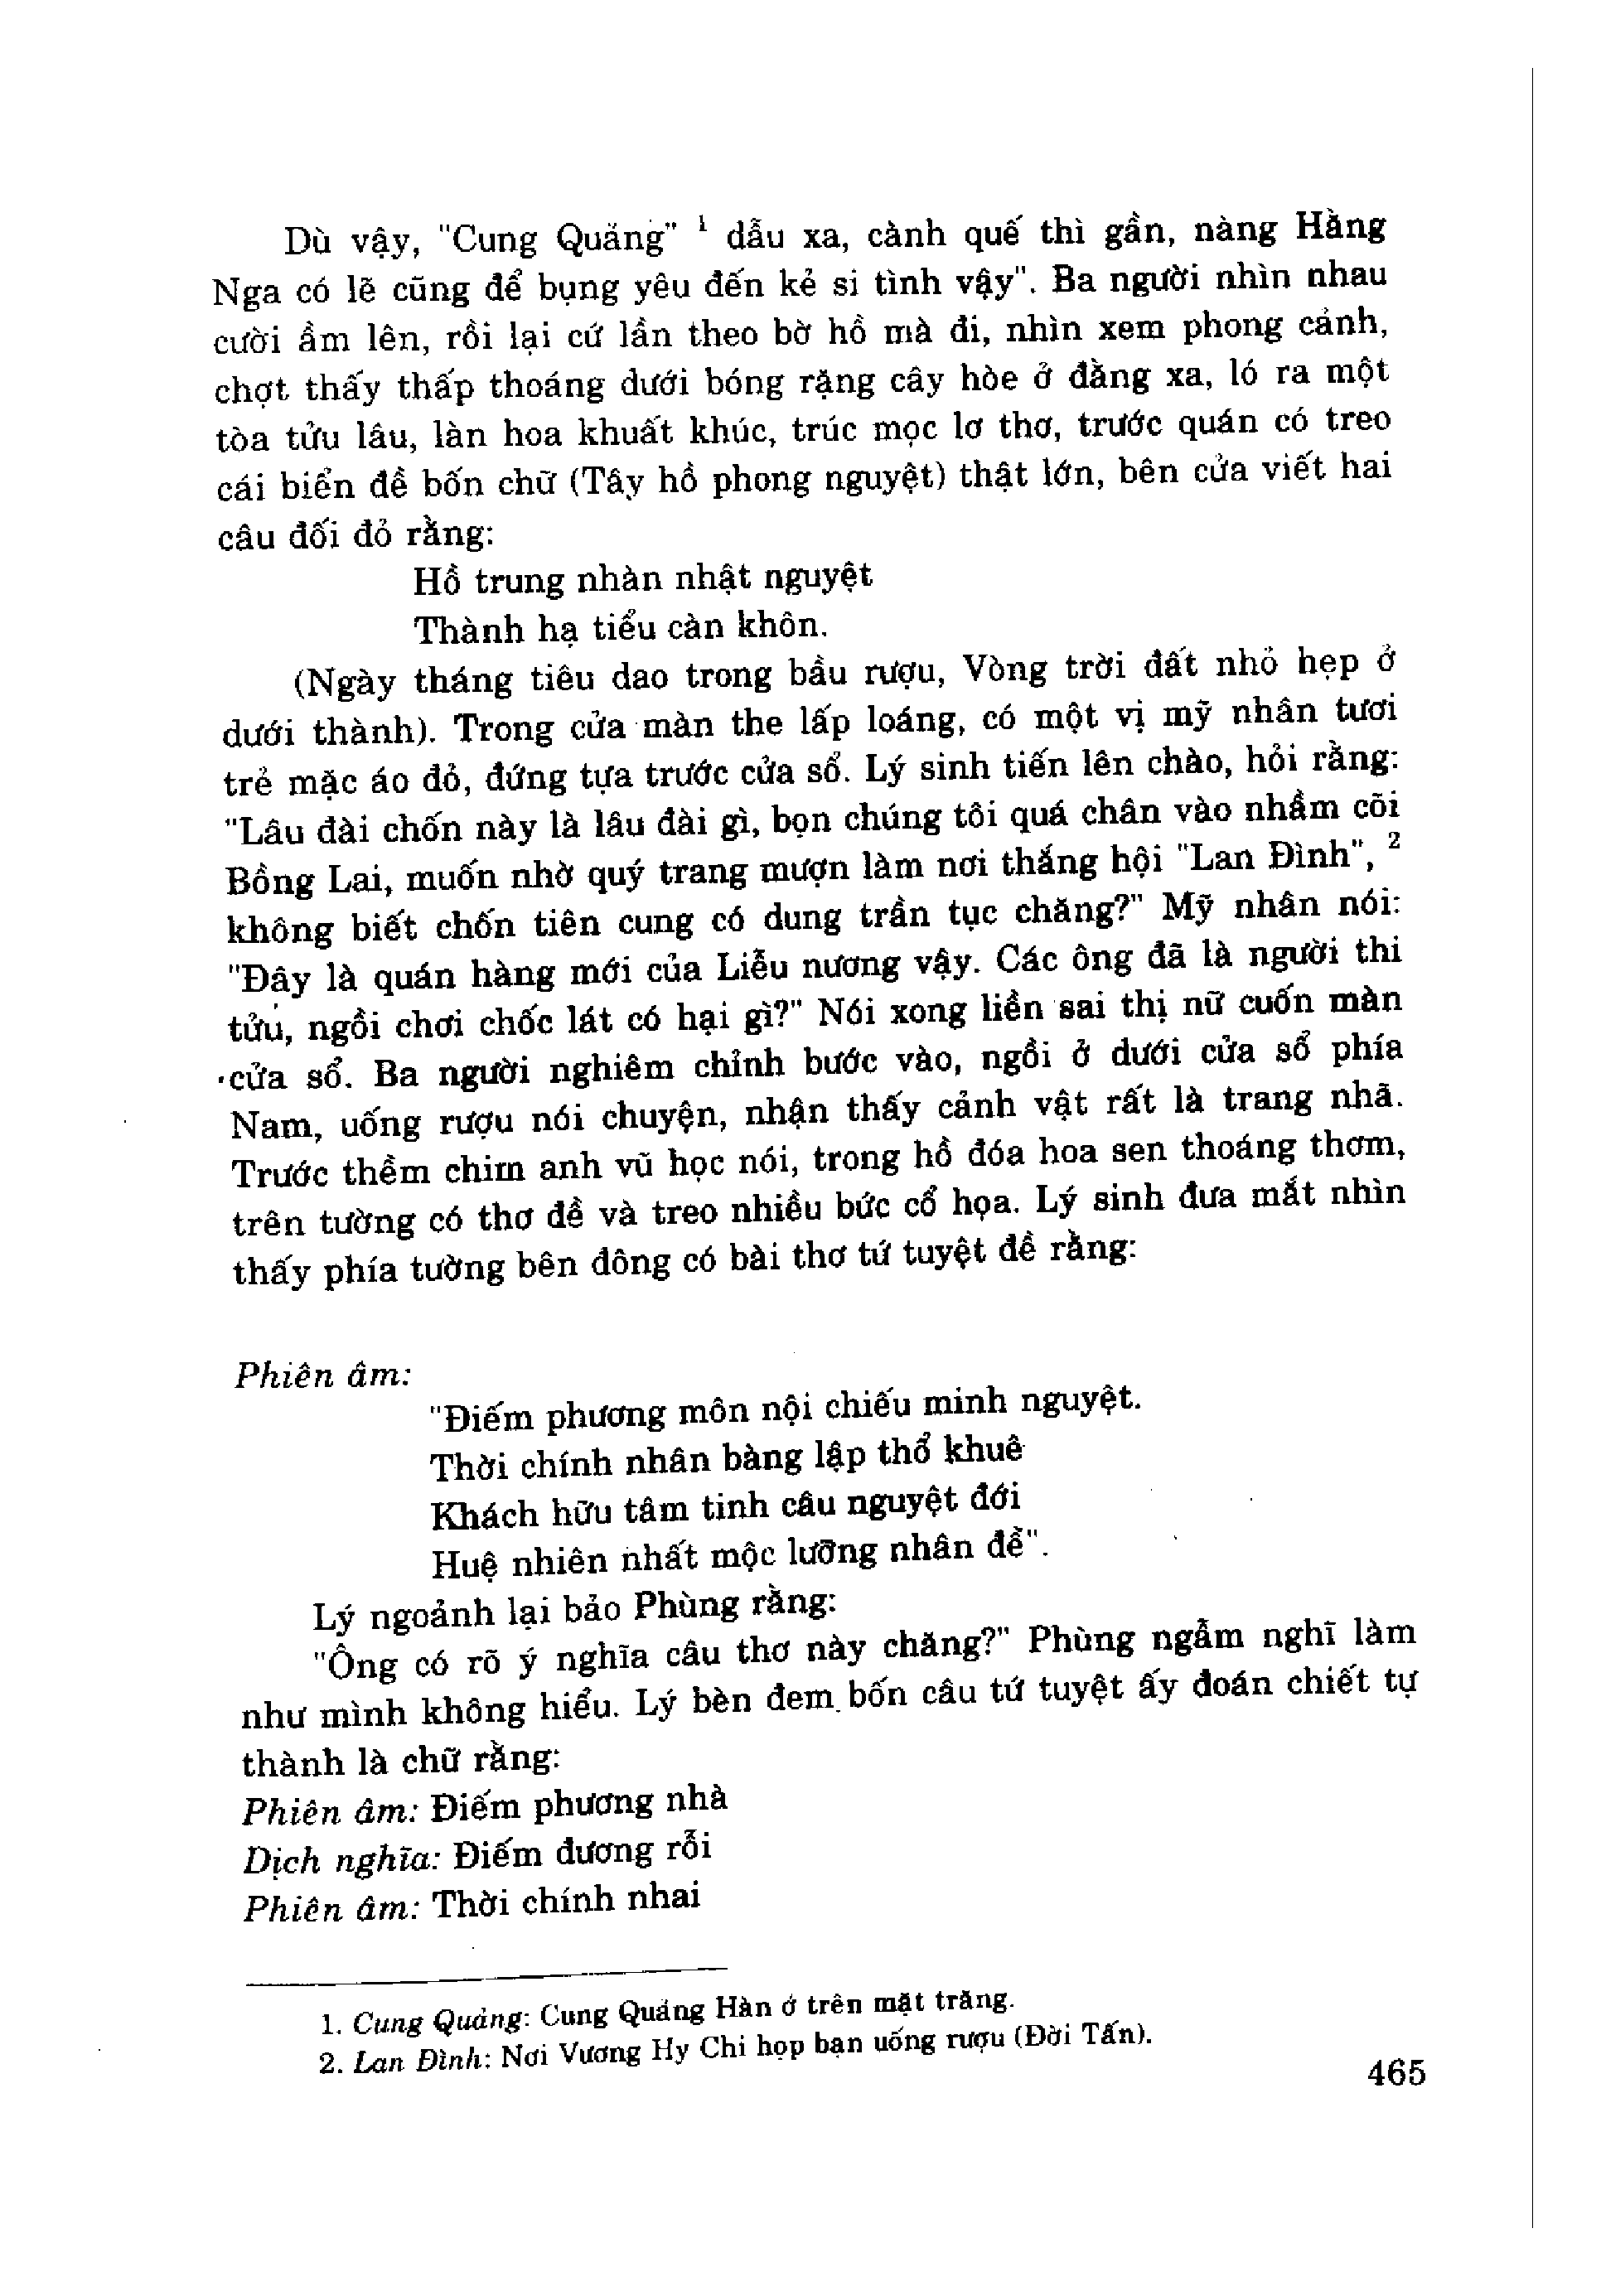 Dù vậy, "Cung Quảng" ¹ dẫu xa, cành quế thì gần, nàng Hằng
Nga có lẽ cũng để bụng yêu đến kẻ si tình vậy". Ba người nhìn nhau
cười ầm lên, rồi lại cứ lần theo bờ hồ mà đi, nhìn xem phong cảnh,
chợt thấy thấp thoáng dưới bóng rặng cây hòe ở đằng xa, ló ra một
tòa tửu lâu, làn hoa khuất khúc, trúc mọc lơ thơ, trước quán có treo
cái biển đề bốn chữ (Tây hồ phong nguyệt) thật lớn, bên cửa viết hai
câu đối đỏ rằng:
Hồ trung nhàn nhật nguyệt
Thành hạ tiểu càn khôn.
(Ngày tháng tiêu dao trong bầu rượu, Vòng trời đất nhỏ hẹp ở
dưới thành). Trong cửa màn the lấp loáng, có một vị mỹ nhân tươi
trẻ mặc áo đỏ, đứng tựa trước cửa sổ. Lý sinh tiến lên chào, hỏi rằng:
"Lâu đài chốn này là lâu đài gì, bọn chúng tôi quá chân vào nhầm cõi
Bồng Lai, muốn nhờ quý trang mượn làm nơi thắng hội "Lan Đình", ²
không biết chốn tiên cung có dung trần tục chăng?" Mỹ nhân nói:
"Đây là quán hàng mới của Liễu nương vậy. Các ông đã là người thi
tửu, ngồi chơi chốc lát có hại gì?" Nói xong liền sai thị nữ cuốn màn
cửa sổ. Ba người nghiêm chỉnh bước vào, ngồi ở dưới cửa sổ phía
Nam, uống rượu nói chuyện, nhận thấy cảnh vật rất là trang nhã.
Trước thềm chim anh vũ học nói, trong hồ đóa hoa sen thoáng thơm,
trên tường có thơ đề và treo nhiều bức cổ họa. Lý sinh đưa mắt nhìn
thấy phía tường bên đông có bài thơ tứ tuyệt đề rằng:
Phiên âm:
"Điếm phương môn nội chiếu minh nguyệt.
Thời chính nhân bàng lập thổ khuê
Khách hữu tâm tinh câu nguyệt đới
Huệ nhiên nhất mộc lưỡng nhân đề".
Lý ngoảnh lại bảo Phùng rằng:
"Ông có rõ ý nghĩa câu thơ này chăng?" Phùng ngẫm nghĩ làm
như mình không hiểu. Lý bèn đem bốn câu tứ tuyệt ấy đoán chiết tự
thành là chữ rằng:
Phiên âm: Điếm phương nhà
Dịch nghĩa: Điếm đương rỗi
Phiên âm: Thời chính nhai
1. Cung Quảng: Cung Quảng Hàn ở trên mặt trăng.
2. Lan Đình: Nơi Vương Hy Chi họp bạn uống rượu (Đời Tấn).
465